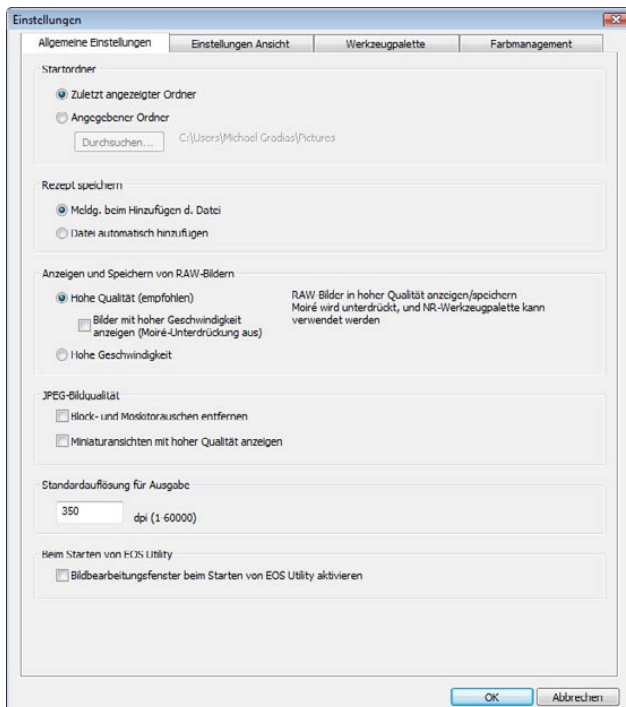 Einstellungen
Allgemeine Einstellungen
Einstellungen Ansicht
Werkzeugpalette
Farbmanagement
Startordner
Zuletzt angezeigter Ordner
Angegebener Ordner
Durchsuchen...
C:\Users\Michael Gradias\Pictures
Rezept speichern
Meldg. beim Hinzufügen d. Datei
Datei automatisch hinzufügen
Anzeigen und Speichern von RAW-Bildern
Hohe Qualität (empfohlen)
Bilder mit hoher Geschwindigkeit
anzeigen (Moiré-Unterdrückung aus)
Hohe Geschwindigkeit
RAW-Bilder in hoher Qualität anzeigen/speichern
Moiré wird unterdrückt, und NR-Werkzeugpalette kann
verwendet werden
JPEG-Bildqualität
Block- und Moskitorauschen entfernen
Miniaturansichten mit hoher Qualität anzeigen
Standardauflösung für Ausgabe
350
dpi (1-60000)
Beim Starten von EOS Utility
Bildbearbeitungsfenster beim Starten von EOS Utility aktivieren
OK
Abbrechen